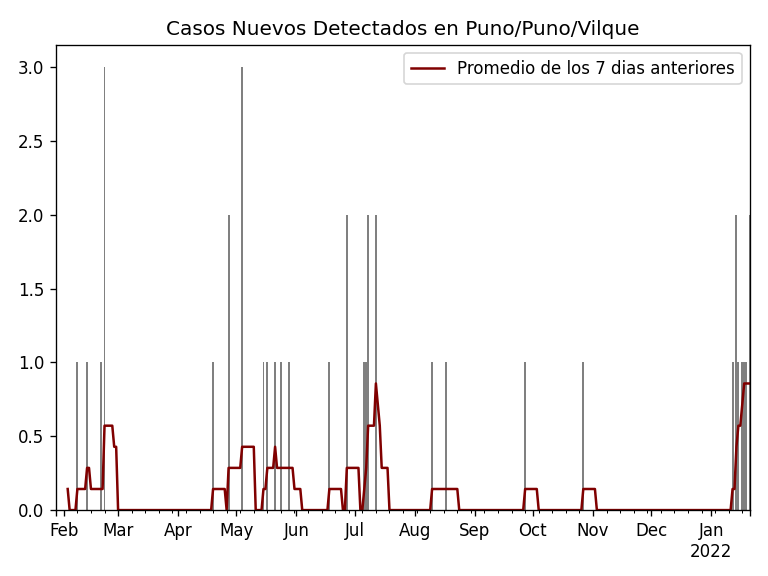 Casos Nuevos Detectados en Puno/Puno/Vilque
Promedio de los 7 dias anteriores
3.0
2.5
2.0
1.5
1.0
0.5
0.0
Feb Mar Apr May Jun Jul Aug Sep Oct Nov Dec Jan
2022